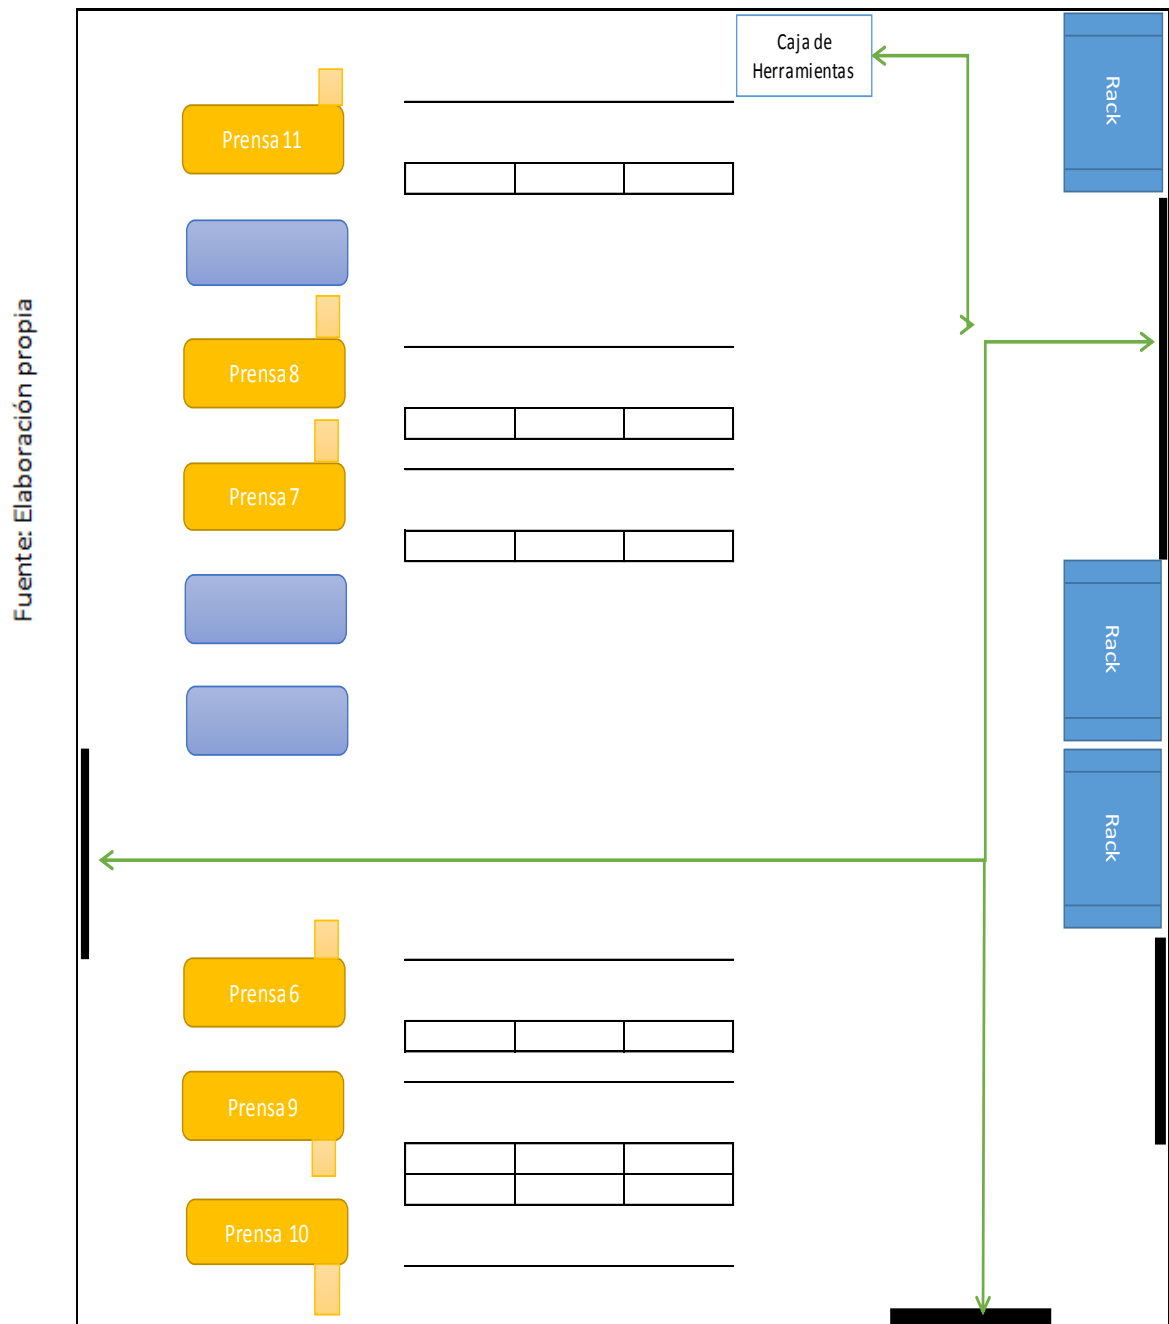 Caja de
Herramientas
Rack
Prensa 11
Prensa 8
Prensa 7
Rack
Rack
Prensa 6
Prensa 9
Prensa 10
Fuente: Elaboración propia